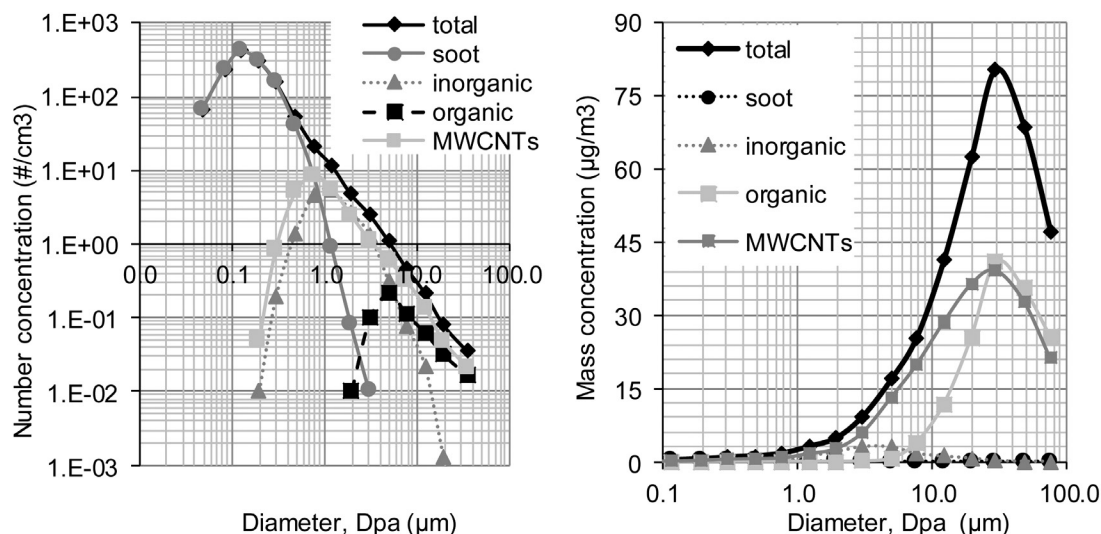 1.E+03
1.E+02
1.E+01
1.E+00
1.E-01
1.E-02
1.E-03
Number concentration (#/cm3)
0.0
0.1
1.0
10.0
100.0
Diameter, Dpa (µm)
total
soot
inorganic
organic
MWCNTs
90
75
60
45
30
15
0
Mass concentration (µg/m3)
0.1
1.0
10.0
100.0
Diameter, Dpa (µm)
total
soot
inorganic
organic
MWCNTs